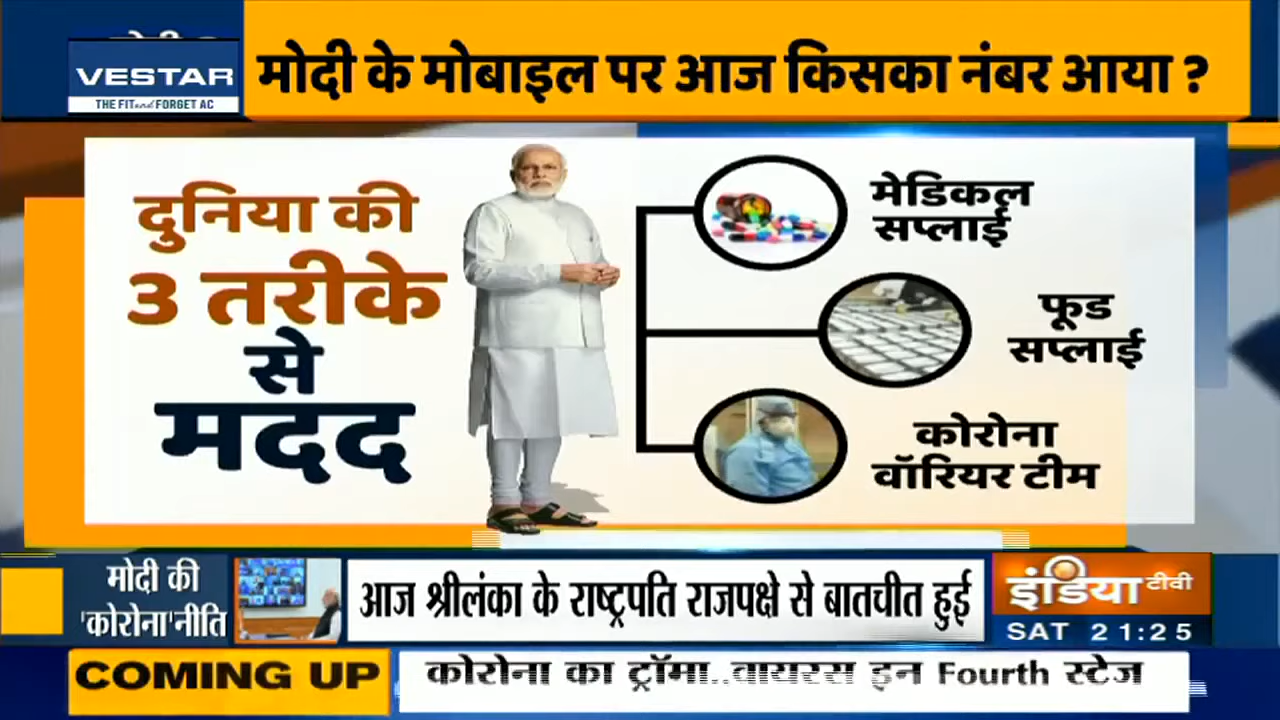 VESTAR
THE FIT and FORGET AC
मोदी के मोबाइल पर आज किसका नंबर आया ?
दुनिया की
3 तरीके
से
मदद
मेडिकल
सप्लाई
फूड
सप्लाई
कोरोना
वॉरियर टीम
मोदी की
'कोरोना'नीति
आज श्रीलंका के राष्ट्रपति राजपक्षे से बातचीत हुई
इंडिया टीवी
SAT 21:25
COMING UP
कोरोना का ट्रॉमा..वायरस इन Fourth स्टेज